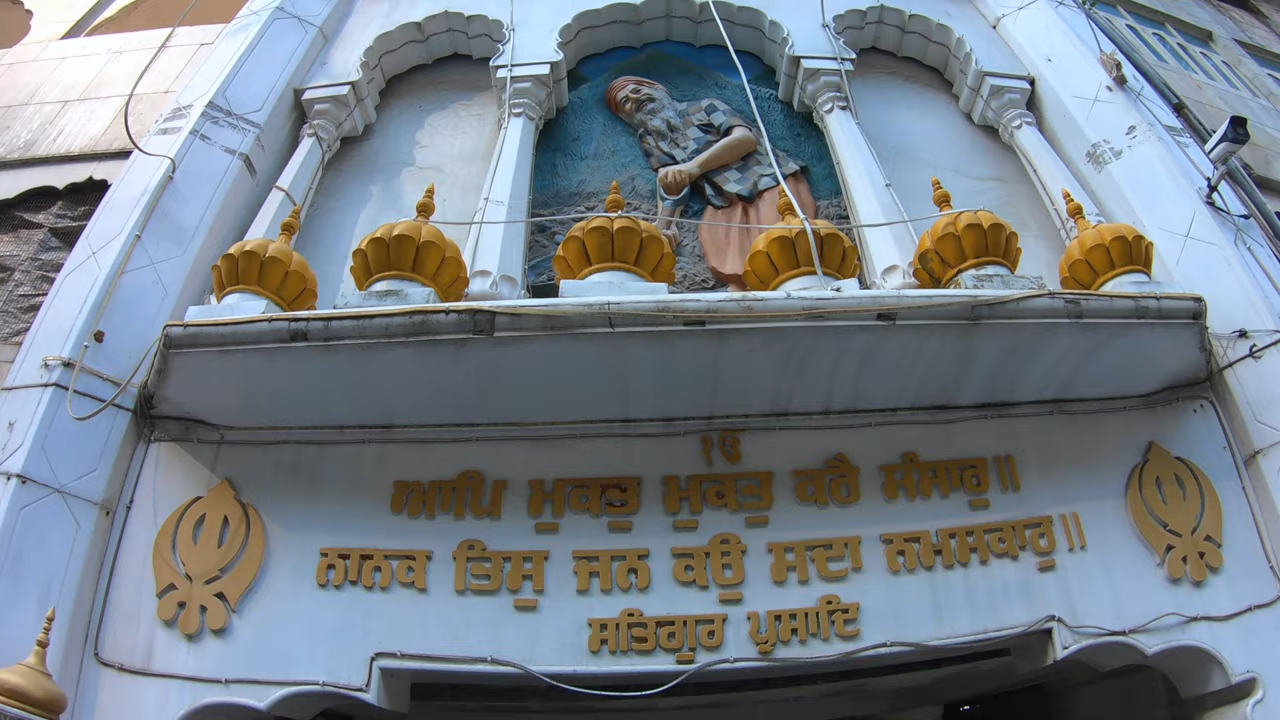 ੴ
ਆਪਿ ਮੁਕਤੁ ਮੁਕਤੁ ਕਰੈ ਸੰਸਾਰੁ॥
ਨਾਨਕ ਤਿਸੁ ਜਨ ਕਉ ਸਦਾ ਨਮਸਕਾਰੁ॥
ਸਤਿਗੁਰ ਪ੍ਰਸਾਦਿ